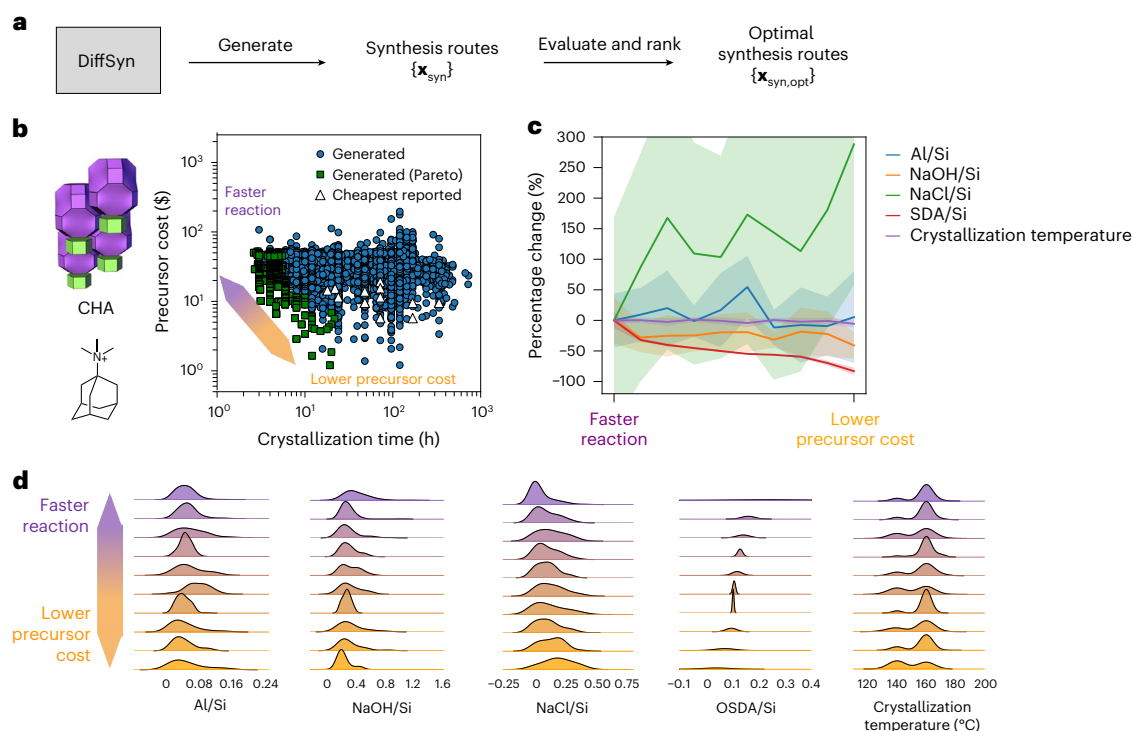 a
DiffSyn
Generate
Synthesis routes
{x_syn}
Evaluate and rank
Optimal
synthesis routes
{x_syn,opt}
b
CHA
N+
Precursor cost ($)
10³
10²
10¹
10⁰
Generated
Generated (Pareto)
Cheapest reported
Faster
reaction
Lower precursor cost
10⁰ 10¹ 10² 10³
Crystallization time (h)
c
Percentage change (%)
300
250
200
150
100
50
0
−50
−100
Faster
reaction
Lower
precursor cost
Al/Si
NaOH/Si
NaCl/Si
SDA/Si
Crystallization temperature
d
Faster
reaction
Lower
precursor
cost
0 0.08 0.16 0.24
Al/Si
0 0.4 0.8 1.2 1.6
NaOH/Si
−0.25 0 0.25 0.50 0.75
NaCl/Si
−0.1 0 0.1 0.2 0.3 0.4
OSDA/Si
120 140 160 180 200
Crystallization
temperature (°C)